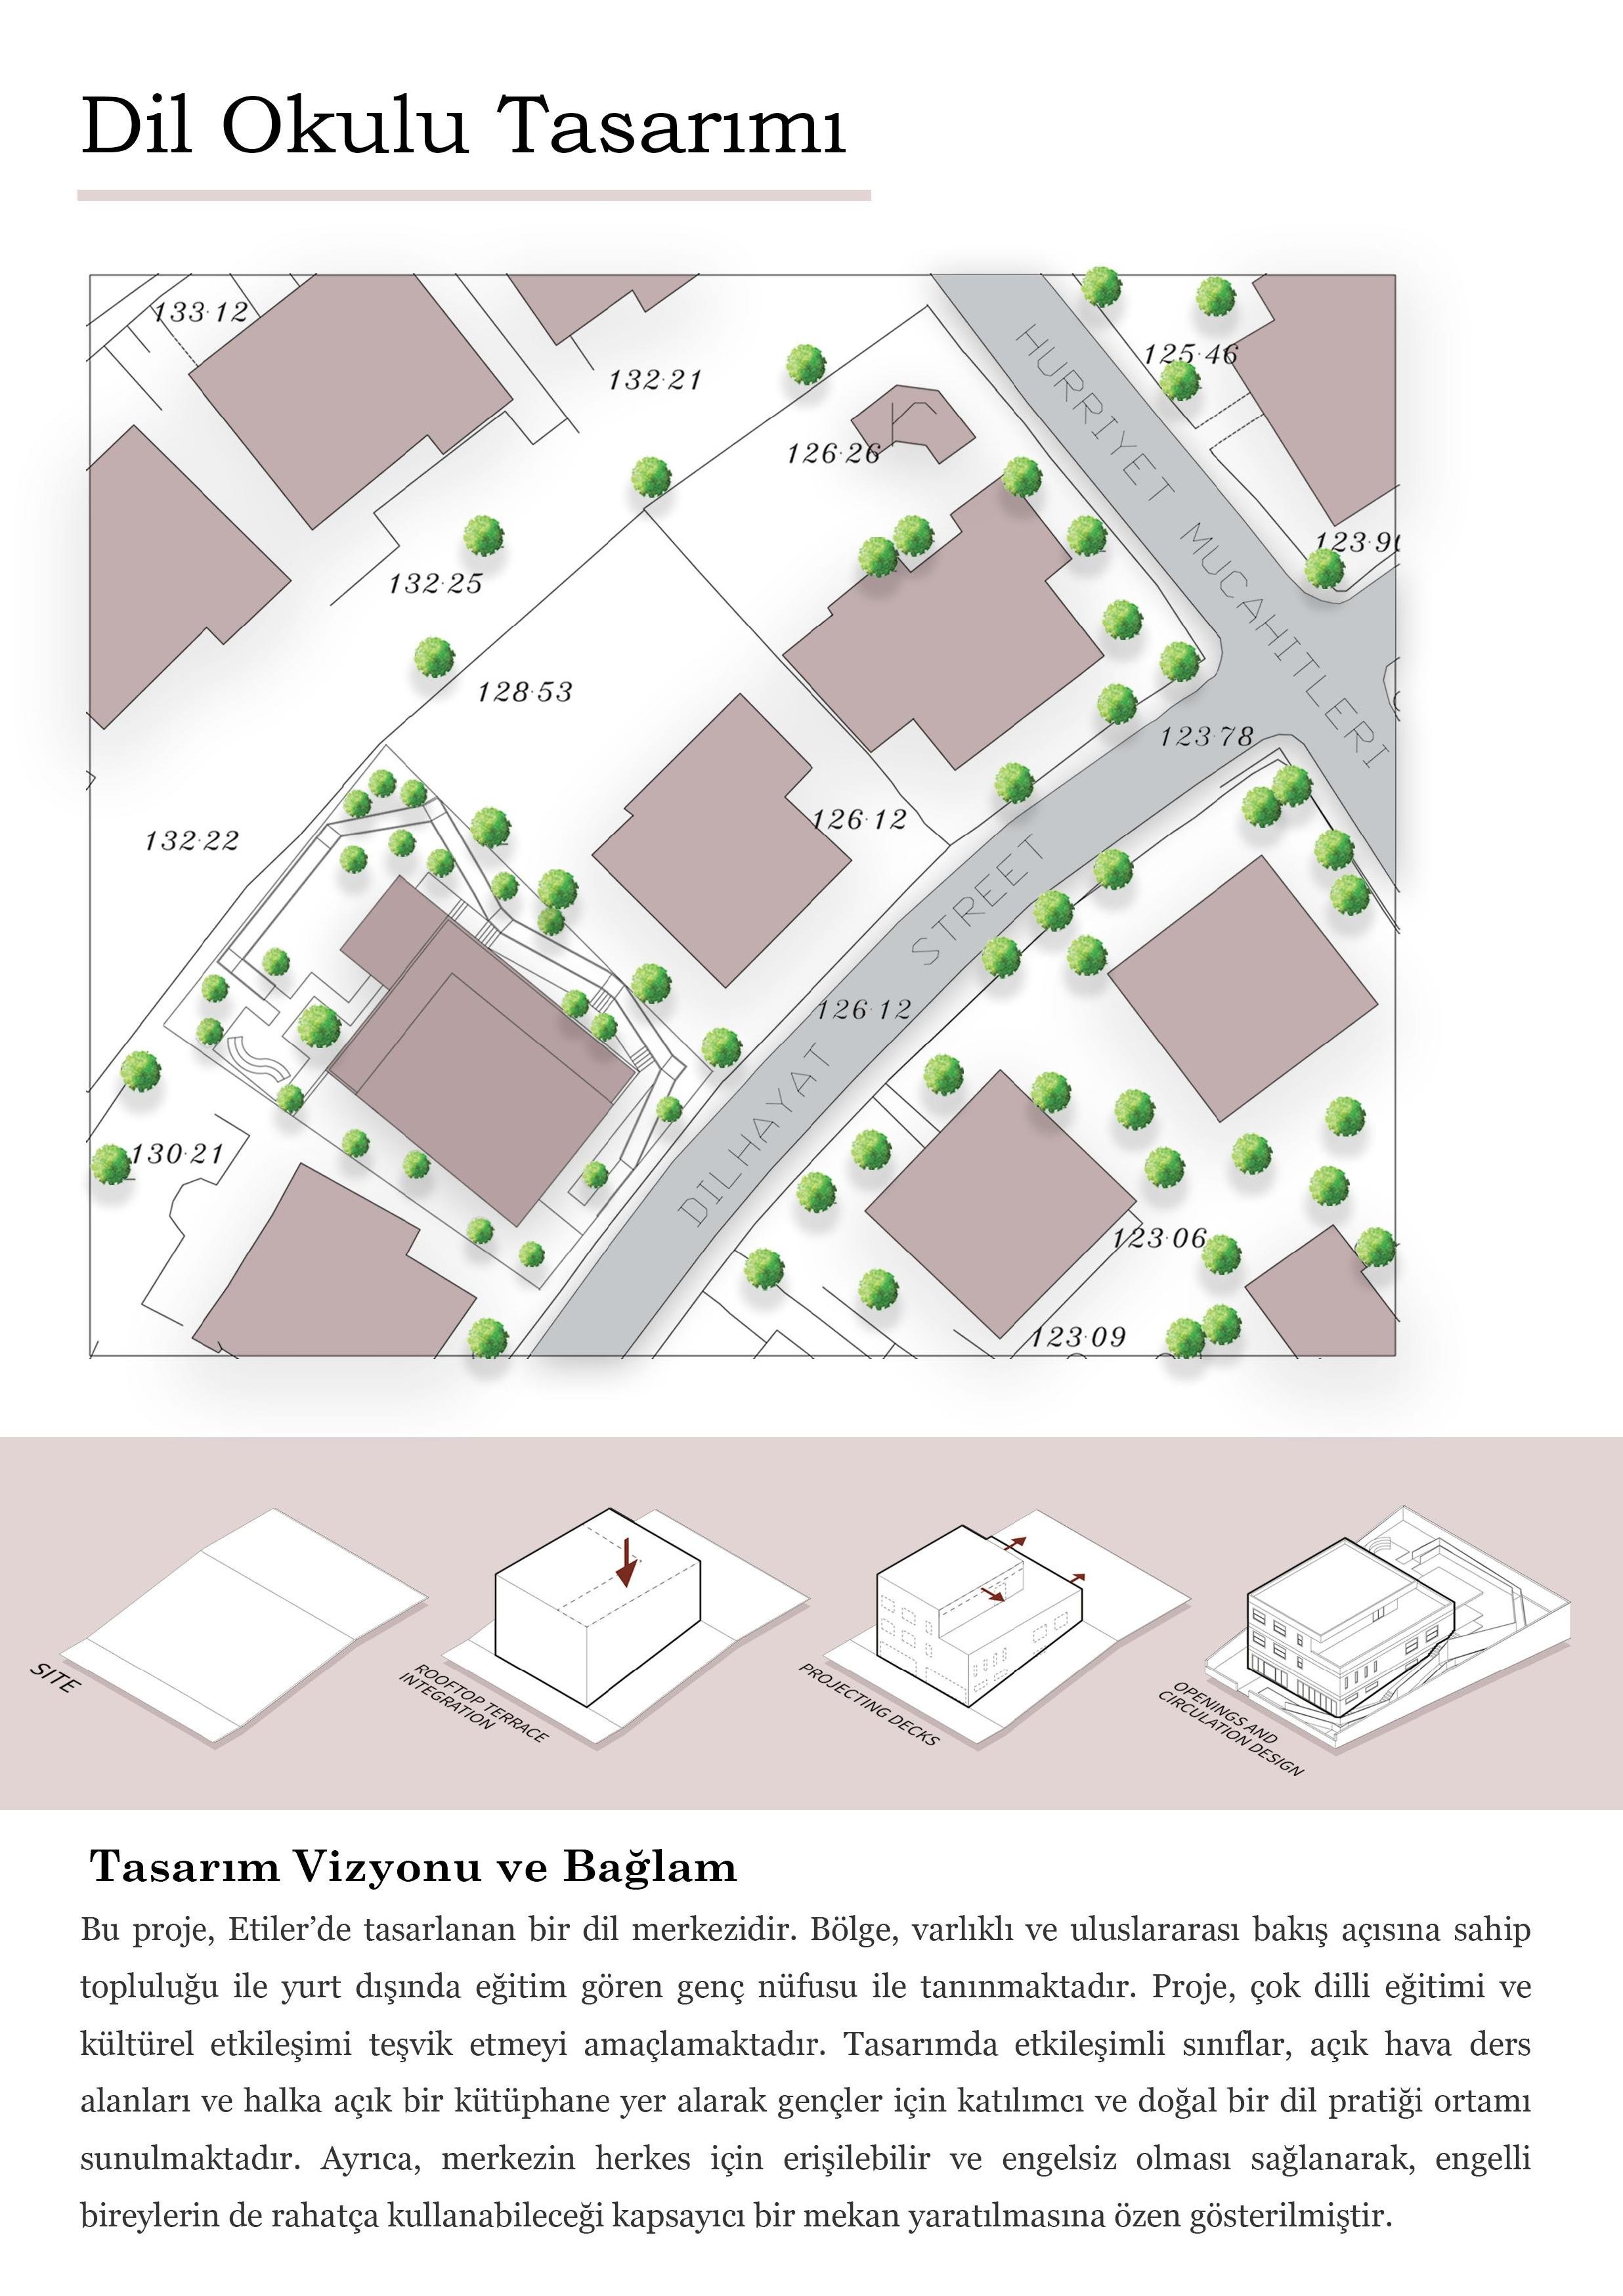 Dil Okulu Tasarımı
133·12
132·21
125·46
126·26
HURRIYET MUCAHITLERI
132·25
128·53
123·78
126·12
132·22
STREET
126·12
DILHAYAT
130·21
123·06
123·09
SITE
ROOFTOP TERRACE
INTEGRATION
PROJECTING DECKS
OPENINGS AND
CIRCULATION DESIGN
Tasarım Vizyonu ve Bağlam
Bu proje, Etiler’de tasarlanan bir dil merkezidir. Bölge, varlıklı ve uluslararası bakış açısına sahip
topluluğu ile yurt dışında eğitim gören genç nüfusu ile tanınmaktadır. Proje, çok dilli eğitimi ve
kültürel etkileşimi teşvik etmeyi amaçlamaktadır. Tasarımda etkileşimli sınıflar, açık hava ders
alanları ve halka açık bir kütüphane yer alarak gençler için katılımcı ve doğal bir dil pratiği ortamı
sunulmaktadır. Ayrıca, merkezin herkes için erişilebilir ve engelsiz olması sağlanarak, engelli
bireylerin de rahatça kullanabileceği kapsayıcı bir mekan yaratılmasına özen gösterilmiştir.